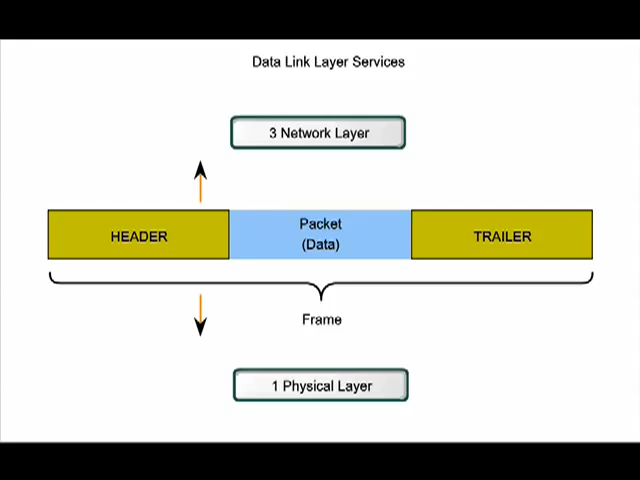 Data Link Layer Services
3 Network Layer
HEADER
Packet
(Data)
TRAILER
Frame
1 Physical Layer